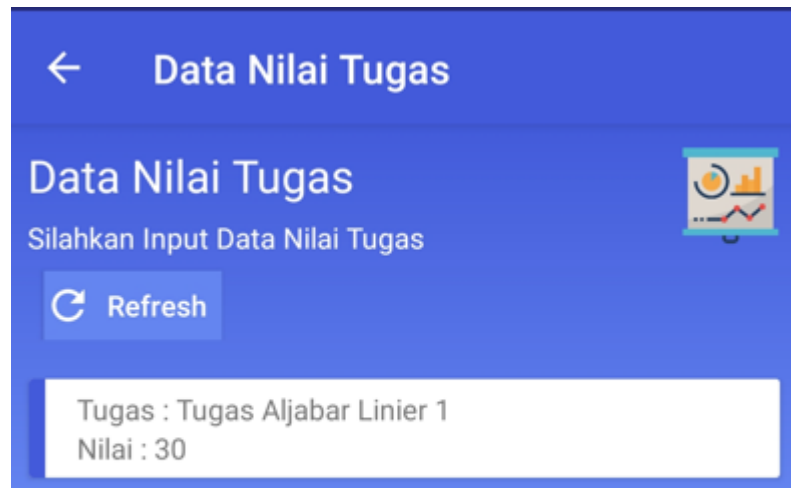 Data Nilai Tugas
Data Nilai Tugas
Silahkan Input Data Nilai Tugas
Refresh
Tugas : Tugas Aljabar Linier 1
Nilai : 30